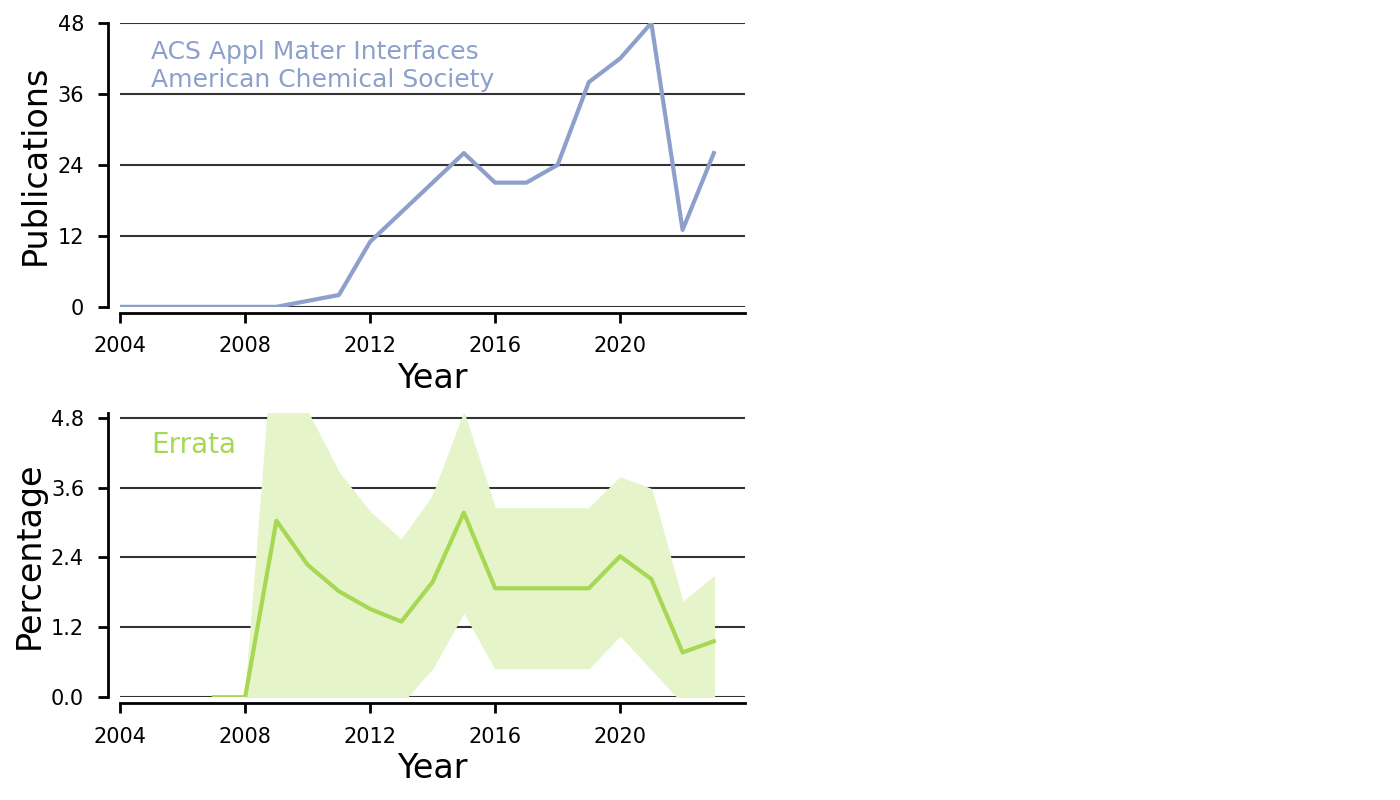 48
ACS Appl Mater Interfaces
American Chemical Society
36
24
12
0
Publications
2004 2008 2012 2016 2020
Year
4.8
Errata
3.6
2.4
1.2
0.0
Percentage
2004 2008 2012 2016 2020
Year